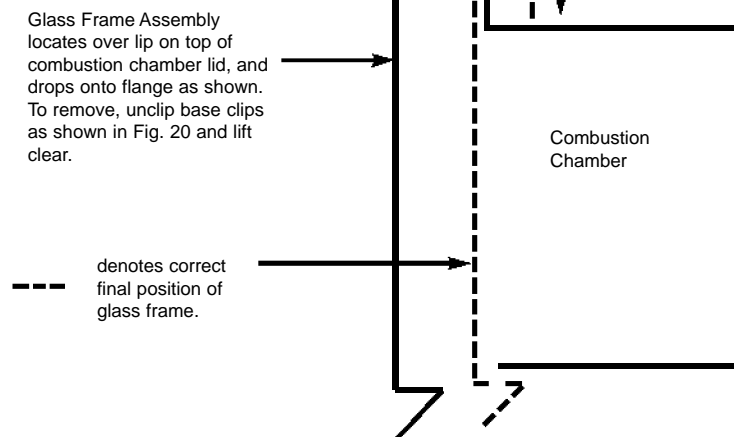 Glass Frame Assembly
locates over lip on top of
combustion chamber lid, and
drops onto flange as shown.
To remove, unclip base clips
as shown in Fig. 20 and lift
clear.
Combustion
Chamber
denotes correct
final position of
glass frame.